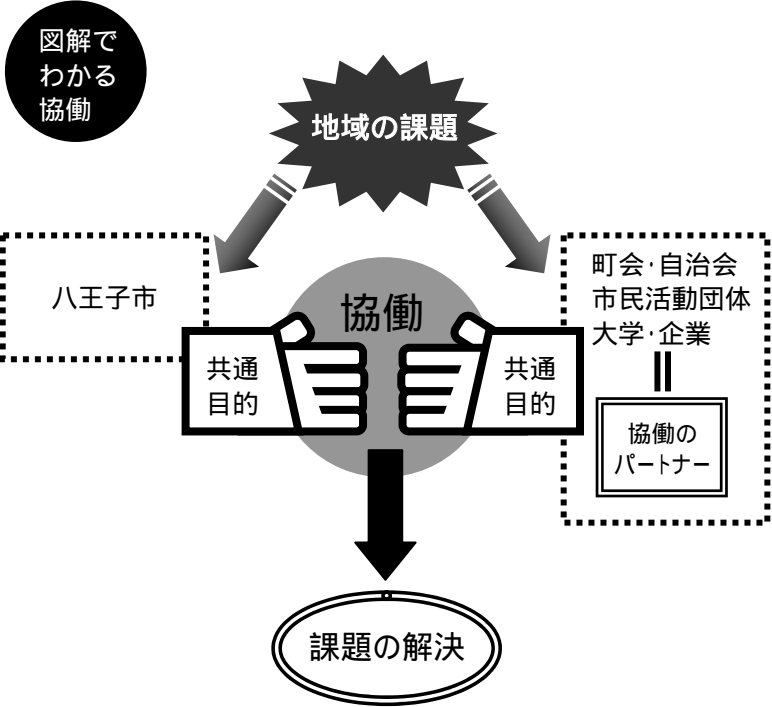 図解で
わかる
協働
地域の課題
八王子市
町会・自治会
市民活動団体
大学・企業
協働
共通
目的
共通
目的
協働の
パートナー
課題の解決